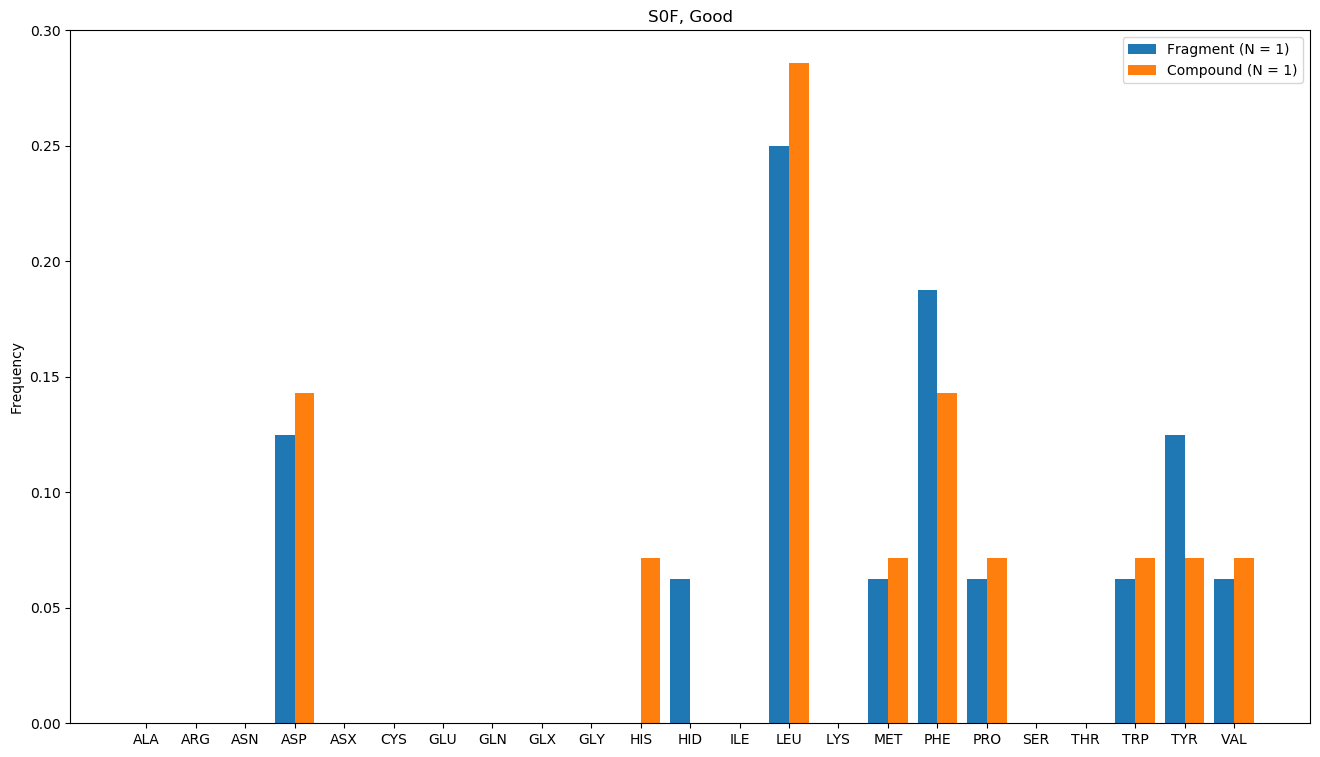 S0F, Good
Fragment (N = 1)
Compound (N = 1)
Frequency
0.30
0.25
0.20
0.15
0.10
0.05
0.00
ALA ARG ASN ASP ASX CYS GLU GLN GLX GLY HIS HID ILE LEU LYS MET PHE PRO SER THR TRP TYR VAL